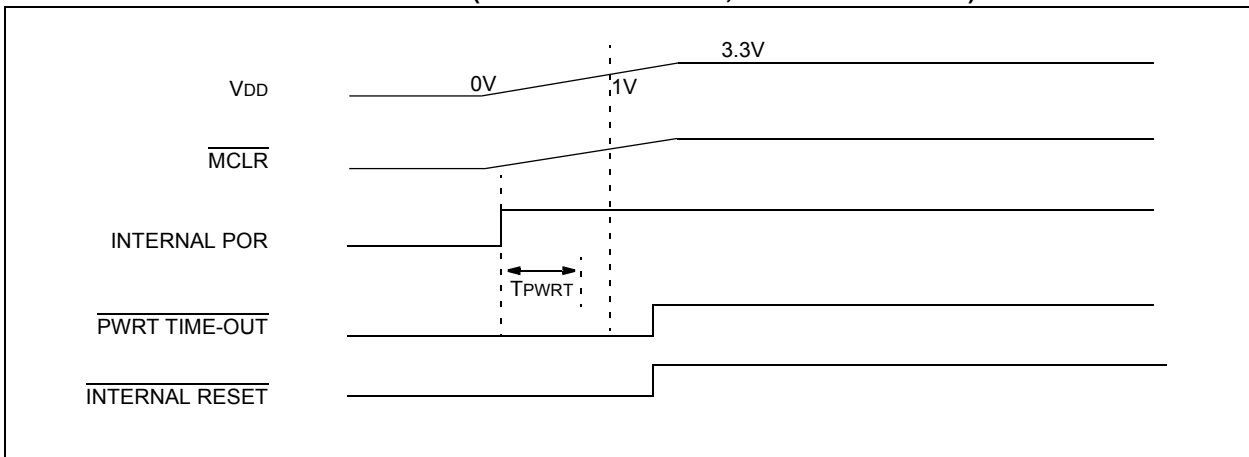 3.3V
VDD
0V
1V
MCLR
INTERNAL POR
TPWRT
PWRT TIME-OUT
INTERNAL RESET